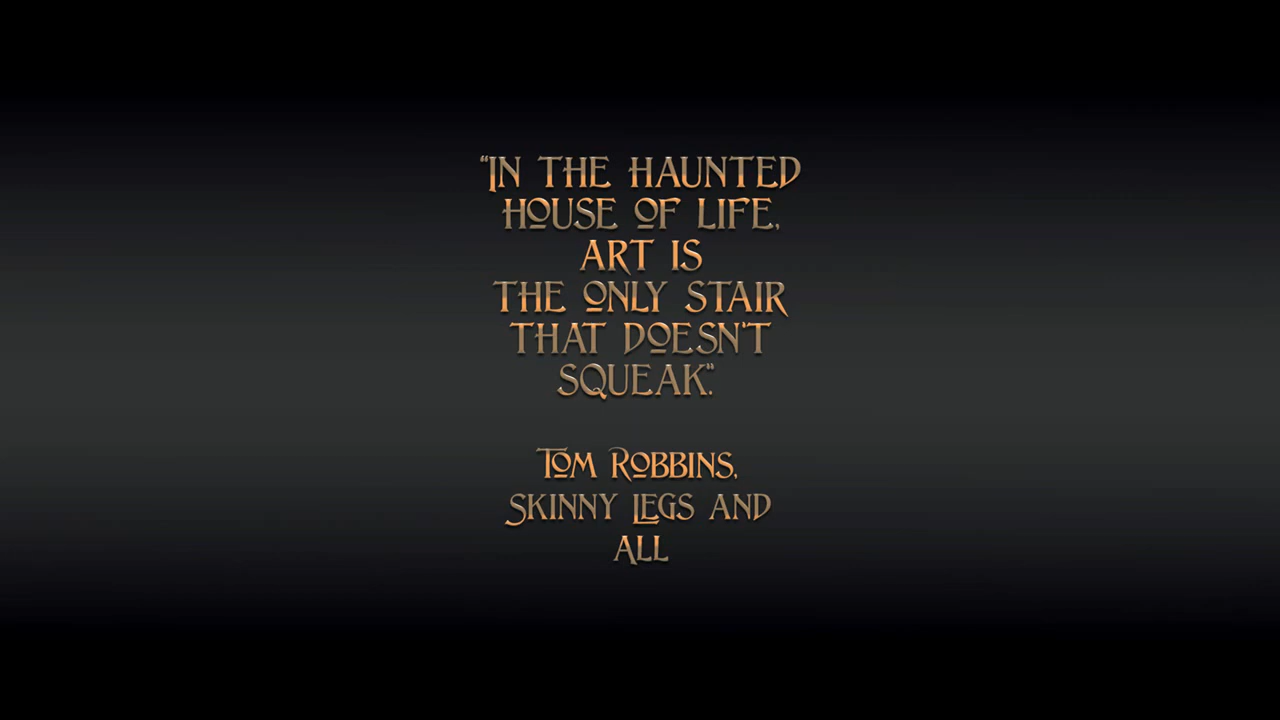 "In the haunted
house of life,
art is
the only stair
that doesn't
squeak."
Tom Robbins,
Skinny Legs and
All